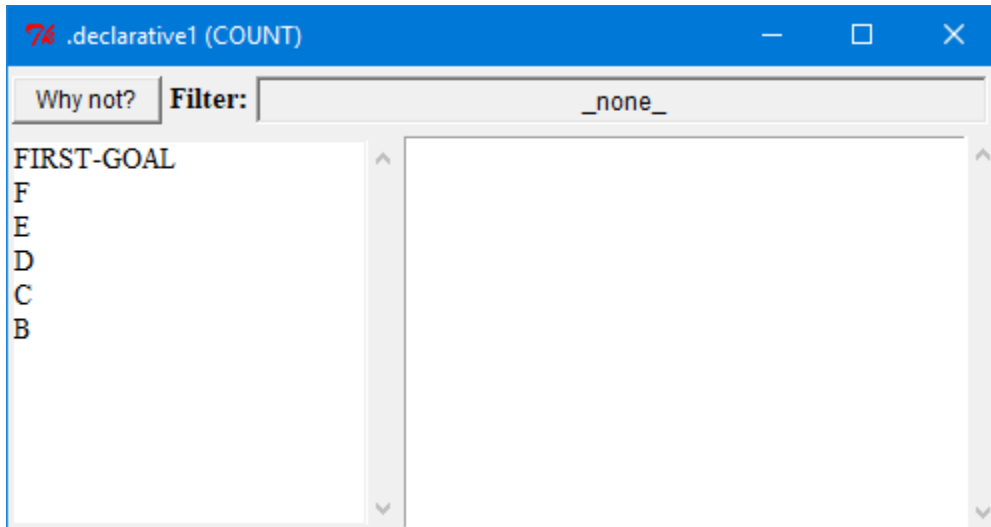 .declarative1 (COUNT)
Why not? Filter: _none_
FIRST-GOAL
F
E
D
C
B